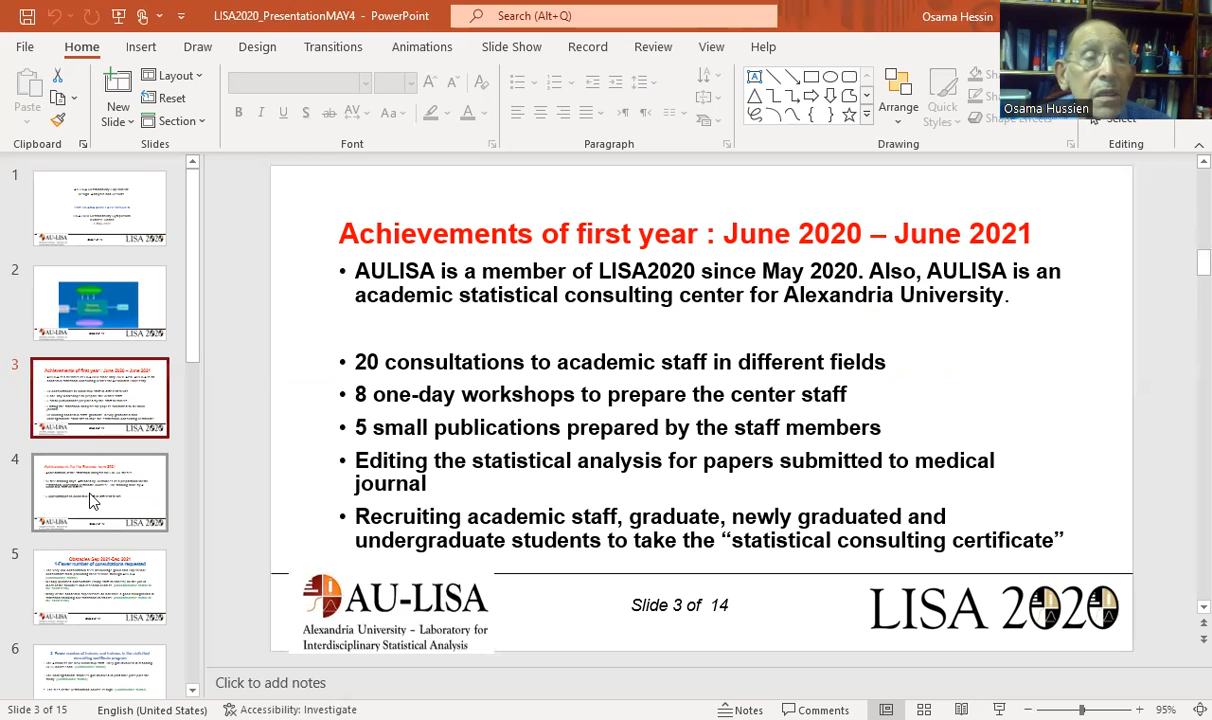 LISA2020_PresentationMAY4 - PowerPoint
Search (Alt+Q)
Osama Hessin
File Home Insert Draw Design Transitions Animations Slide Show Record Review View Help
Paste
New
Slide
Layout
Reset
Section
Arrange
Quick
Styles
Osama Hussien
Select
Clipboard Slides Font Paragraph Drawing Editing
1
2
3
4
5
6
Achievements of first year : June 2020 – June 2021
• AULISA is a member of LISA2020 since May 2020. Also, AULISA is an
academic statistical consulting center for Alexandria University.
• 20 consultations to academic staff in different fields
• 8 one-day workshops to prepare the center staff
• 5 small publications prepared by the staff members
• Editing the statistical analysis for papers submitted to medical
journal
• Recruiting academic staff, graduate, newly graduated and
undergraduate students to take the “statistical consulting certificate”
AU-LISA
Alexandria University – Laboratory for
Interdisciplinary Statistical Analysis
Slide 3 of 14
LISA 2020
Click to add notes
Slide 3 of 15 English (United States) Accessibility: Investigate Notes Comments 95%